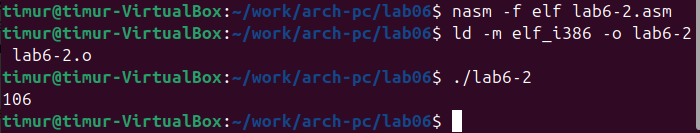 timur@timur-VirtualBox:~/work/arch-pc/lab06$ nasm -f elf lab6-2.asm
timur@timur-VirtualBox:~/work/arch-pc/lab06$ ld -m elf_i386 -o lab6-2
 lab6-2.o
timur@timur-VirtualBox:~/work/arch-pc/lab06$ ./lab6-2
106
timur@timur-VirtualBox:~/work/arch-pc/lab06$